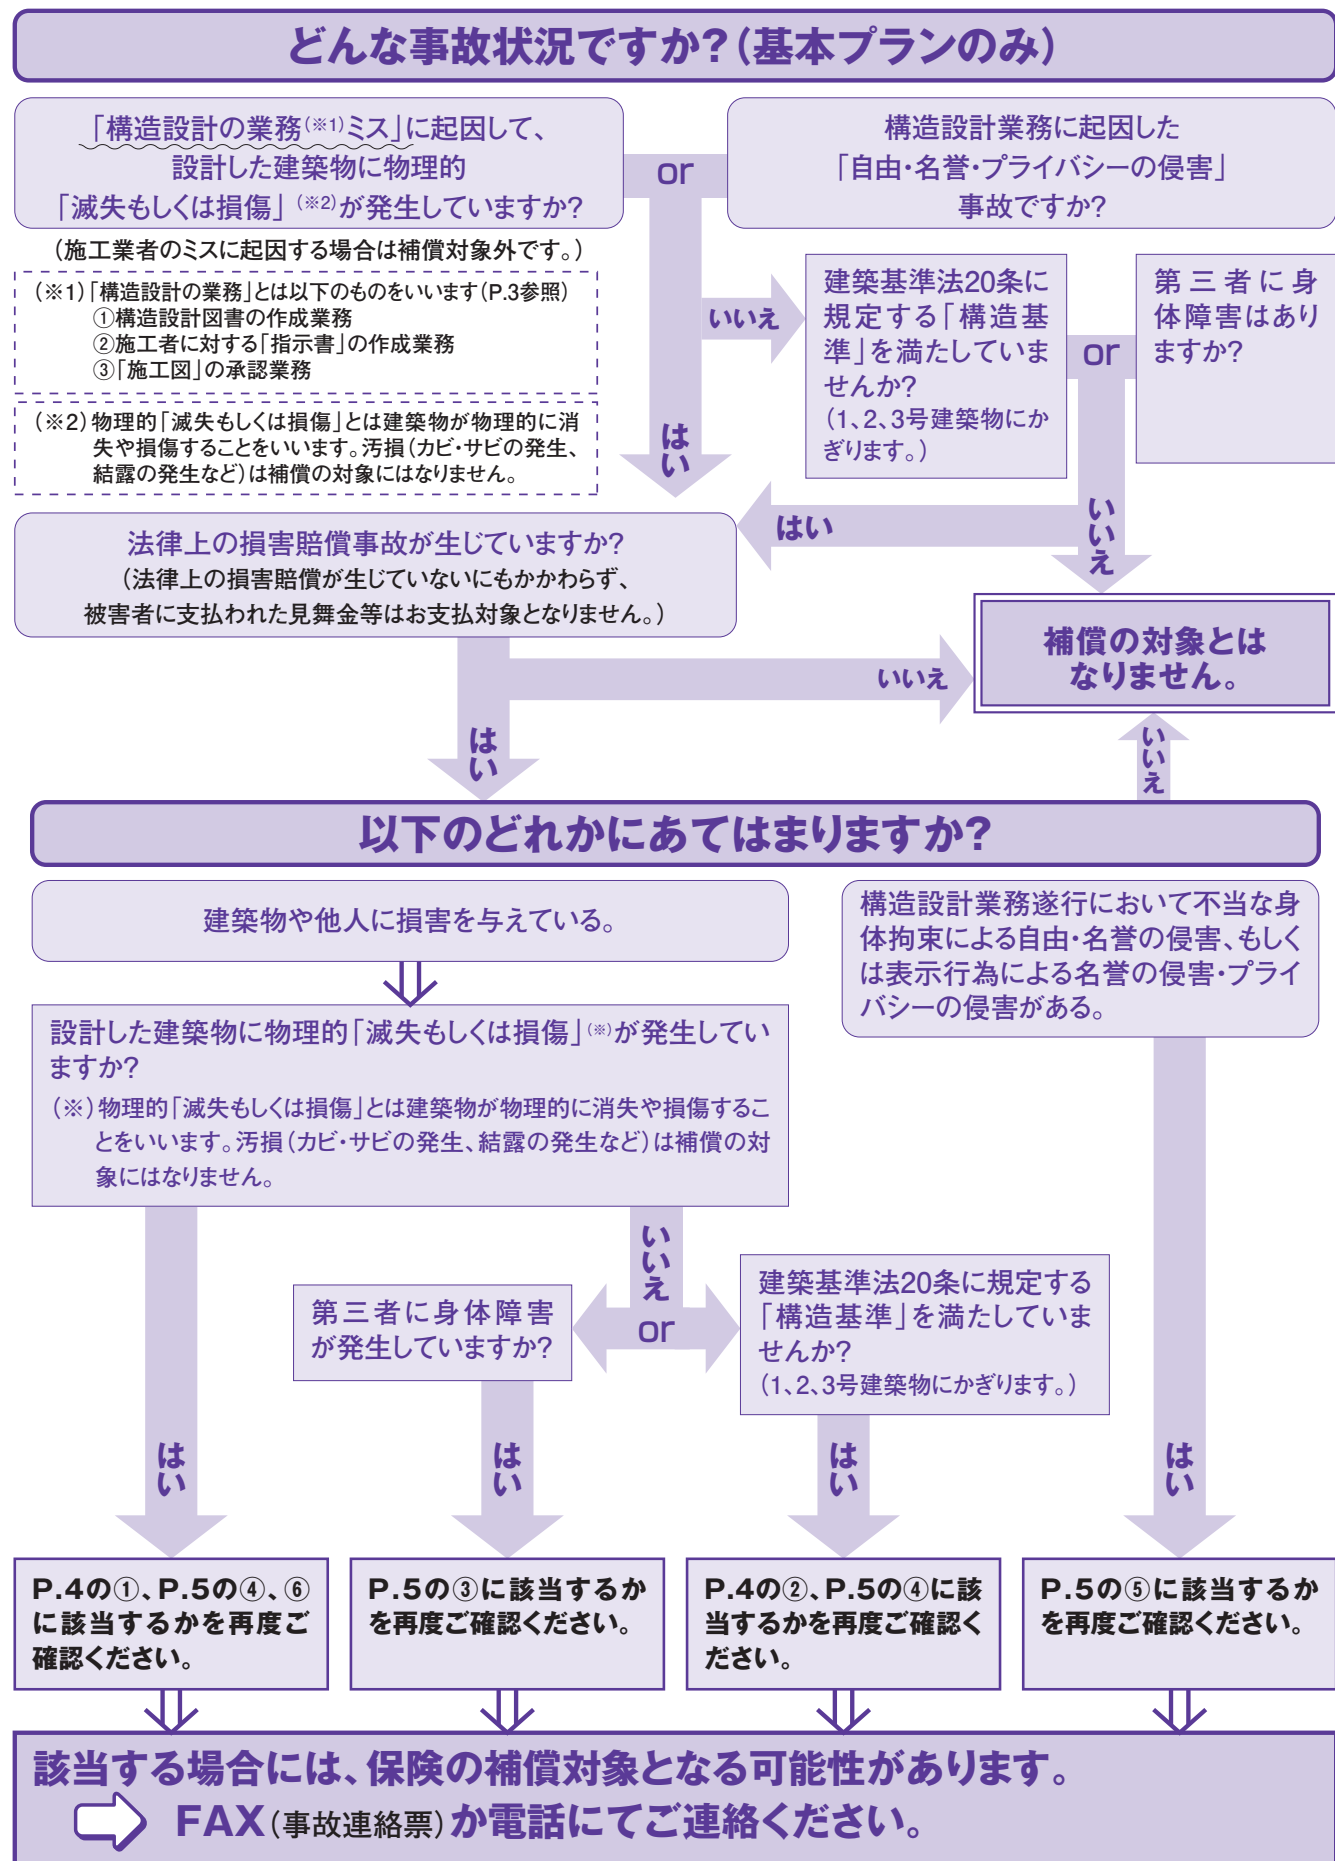 どんな事故状況ですか？（基本プランのみ）
「構造設計の業務（※1）ミス」に起因して、
設計した建築物に物理的
「滅失もしくは損傷」（※2）が発生していますか？
or
構造設計業務に起因した
「自由・名誉・プライバシーの侵害」
事故ですか？
（施工業者のミスに起因する場合は補償対象外です。）
（※1）「構造設計の業務」とは以下のものをいいます（P.3参照）
①構造設計図書の作成業務
②施工者に対する「指示書」の作成業務
③「施工図」の承認業務
（※2）物理的「滅失もしくは損傷」とは建築物が物理的に消
失や損傷することをいいます。汚損（カビ・サビの発生、
結露の発生など）は補償の対象にはなりません。
はい
いいえ
建築基準法20条に
規定する「構造基
準」を満たしていま
せんか？
（1、2、3号建築物にか
ぎります。）
or
第三者に身
体障害はあり
ますか？
はい
いいえ
法律上の損害賠償事故が生じていますか？
（法律上の損害賠償が生じていないにもかかわらず、
被害者に支払われた見舞金等はお支払対象となりません。）
補償の対象とは
なりません。
いいえ
はい
いいえ
以下のどれかにあてはまりますか？
建築物や他人に損害を与えている。
構造設計業務遂行において不当な身
体拘束による自由・名誉の侵害、もしく
は表示行為による名誉の侵害・プライ
バシーの侵害がある。
設計した建築物に物理的「滅失もしくは損傷」（※）が発生してい
ますか？
（※）物理的「滅失もしくは損傷」とは建築物が物理的に消失や損傷するこ
とをいいます。汚損（カビ・サビの発生、結露の発生など）は補償の対
象にはなりません。
いいえ
第三者に身体障害
が発生していますか？
or
建築基準法20条に規定する
「構造基準」を満たしていま
せんか？
（1、2、3号建築物にかぎります。）
はい
はい
はい
はい
P.4の①、P.5の④、⑥
に該当するかを再度ご
確認ください。
P.5の③に該当するか
を再度ご確認ください。
P.4の②、P.5の④に該
当するかを再度ご確認く
ださい。
P.5の⑤に該当するか
を再度ご確認ください。
該当する場合には、保険の補償対象となる可能性があります。
FAX（事故連絡票）か電話にてご連絡ください。